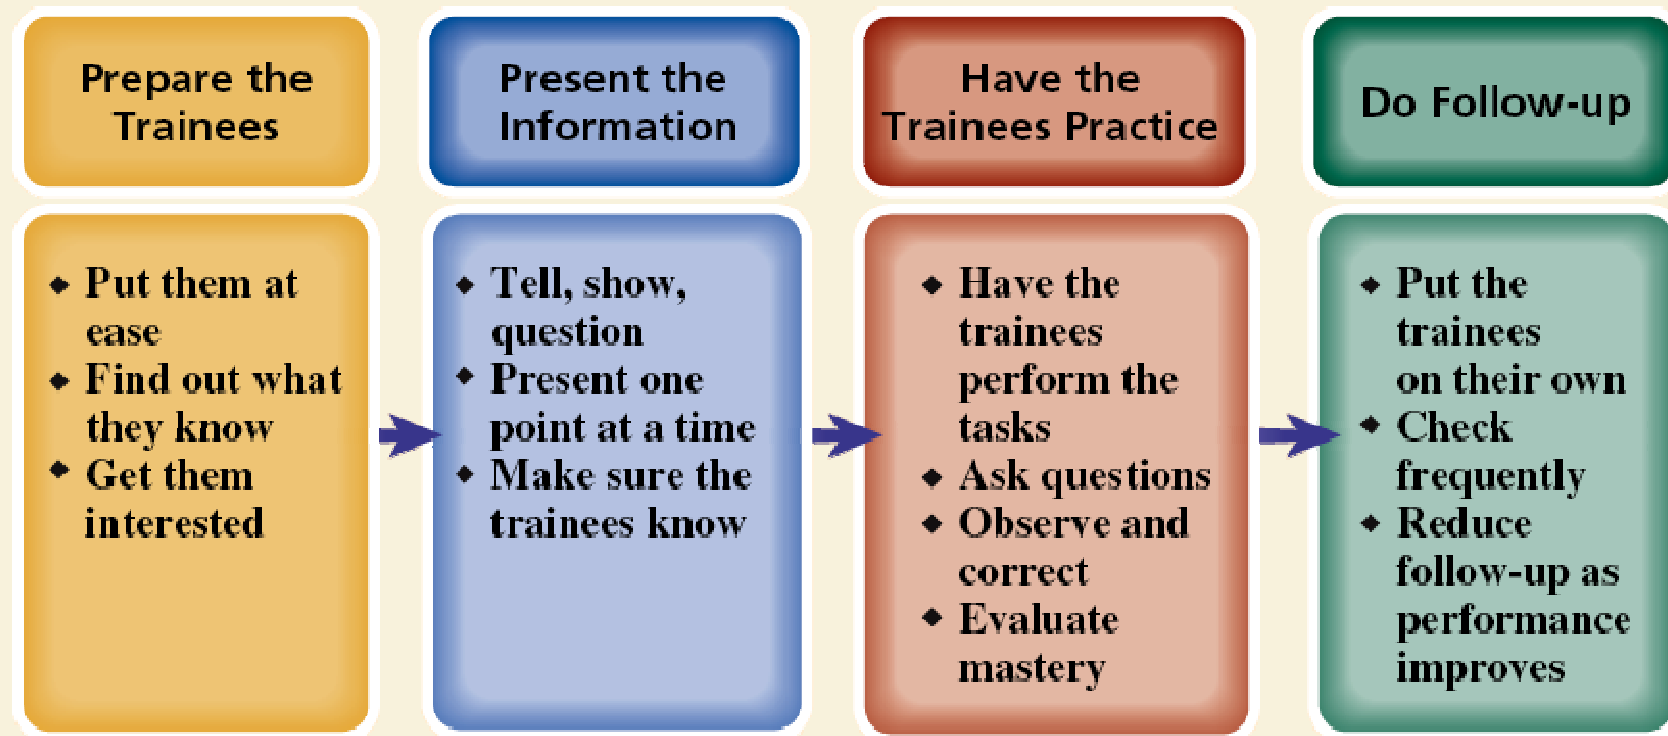 Prepare the
Trainees
Put them at
ease
Find out what
they know
Get them
interested
Present the
Information
Tell, show,
question
Present one
point at a time
Make sure the
trainees know
Have the
Trainees Practice
Have the
trainees
perform the
tasks
Ask questions
Observe and
correct
Evaluate
mastery
Do Follow-up
Put the
trainees
on their own
Check
frequently
Reduce
follow-up as
performance
improves